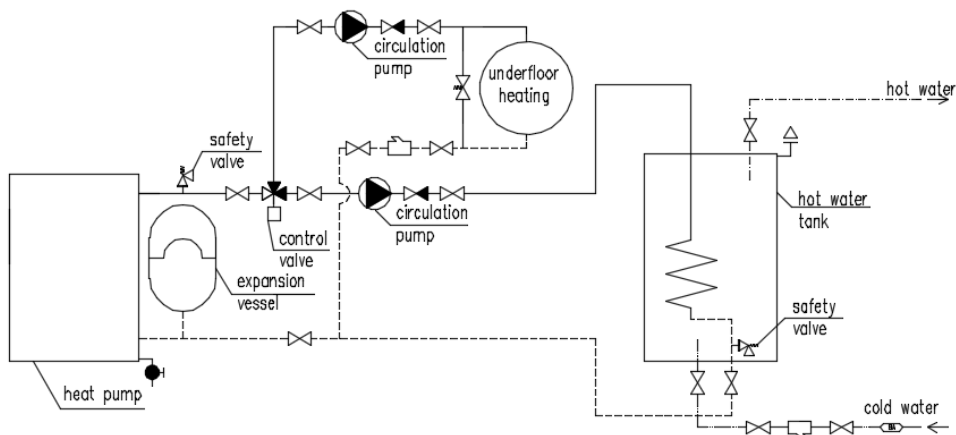 circulation
pump
underfloor
heating
hot water
safety
valve
circulation
pump
hot water
tank
control
valve
expansion
vessel
safety
valve
heat pump
cold water